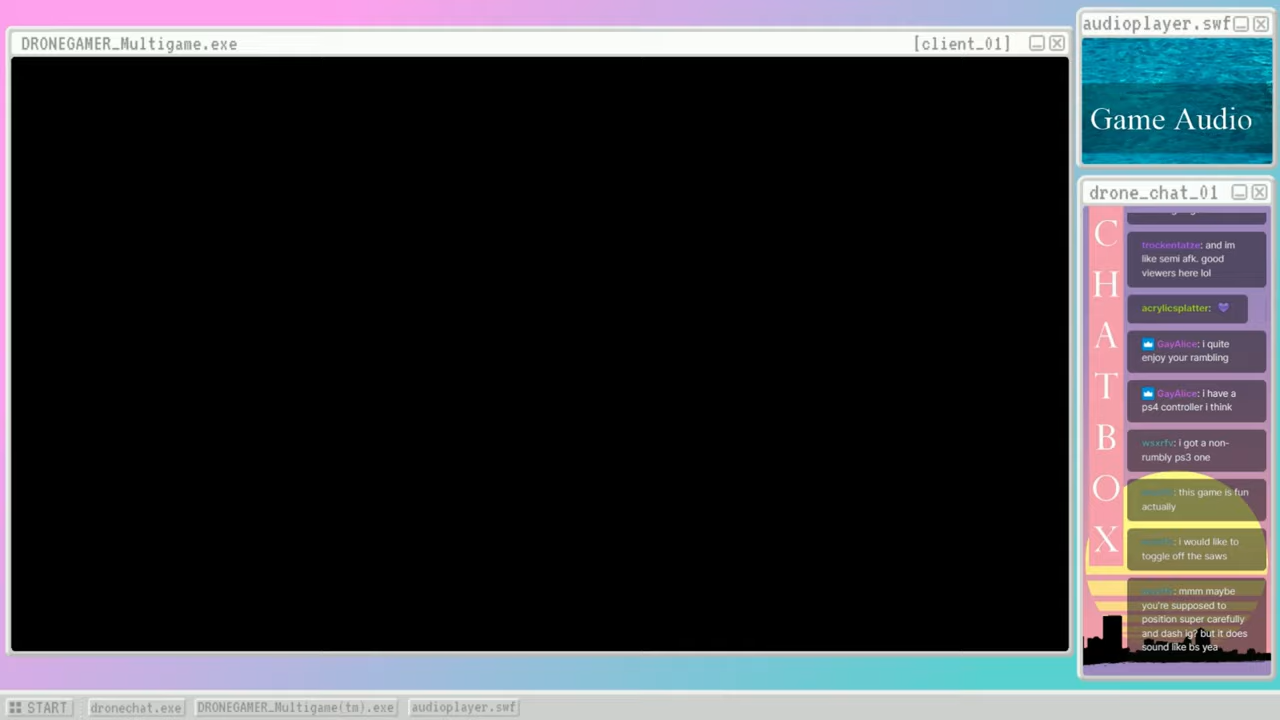 DRONEGAMER_Multigame.exe
[client_01]
audioplayer.swf
Game Audio
drone_chat_01
CHATBOX
trockentatze: and im
like semi afk. good
viewers here lol
acrylicsplatter: 💜
GayAlice: i quite
enjoy your rambling
GayAlice: i have a
ps4 controller i think
wsxrfv: i got a non-
rumbly ps3 one
: this game is fun
actually
: i would like to
toggle off the saws
: mmm maybe
you're supposed to
position super carefully
and dash ig? but it does
sound like bs yea
START
dronechat.exe
DRONEGAMER_Multigame(tm).exe
audioplayer.swf